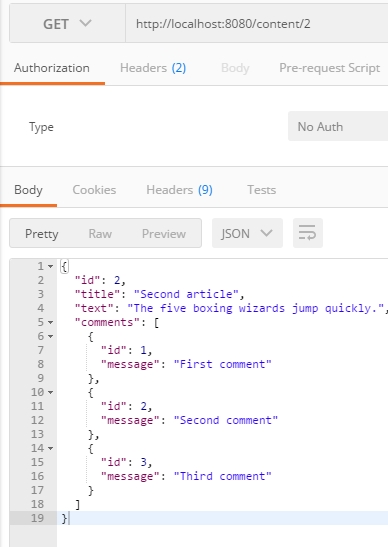 GET http://localhost:8080/content/2
Authorization Headers (2) Body Pre-request Script
Type No Auth
Body Cookies Headers (9) Tests
Pretty Raw Preview JSON
1 {
2 "id": 2,
3 "title": "Second article",
4 "text": "The five boxing wizards jump quickly.",
5 "comments": [
6 {
7 "id": 1,
8 "message": "First comment"
9 },
10 {
11 "id": 2,
12 "message": "Second comment"
13 },
14 {
15 "id": 3,
16 "message": "Third comment"
17 }
18 ]
19 }